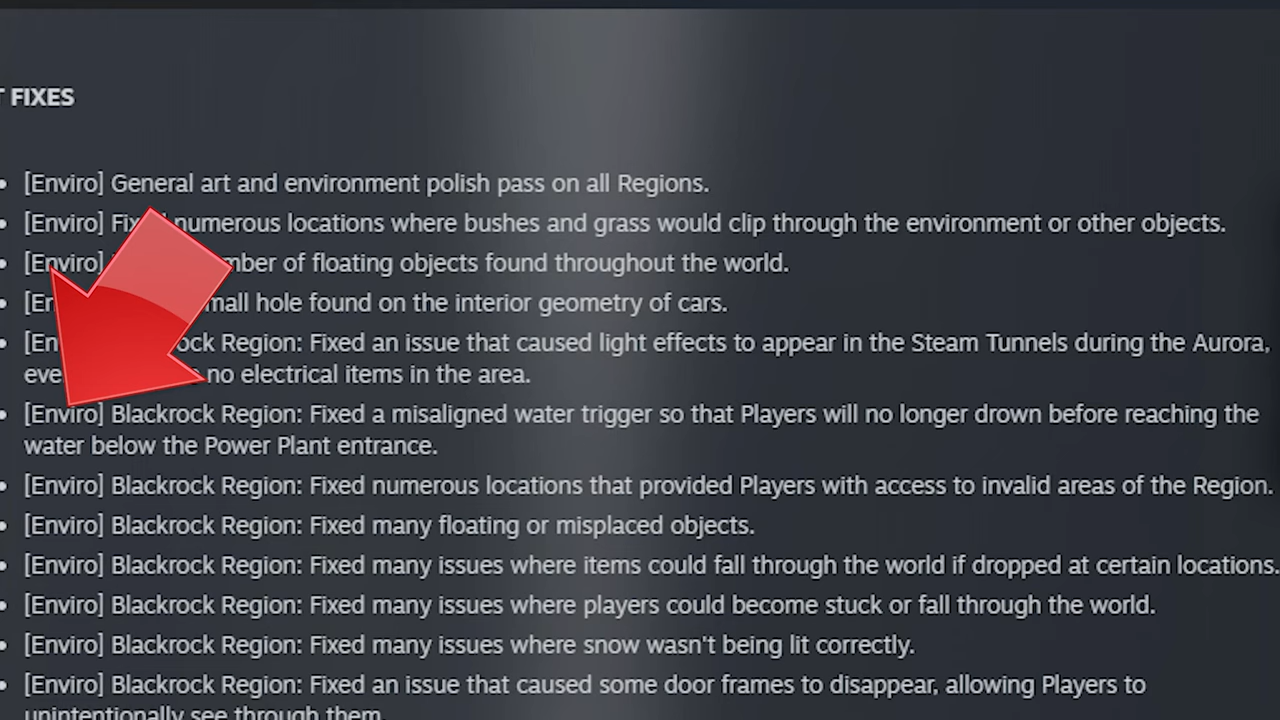 T FIXES
[Enviro] General art and environment polish pass on all Regions.
[Enviro] numerous locations where bushes and grass would clip through the environment or other objects.
[Enviro] of floating objects found throughout the world.
hole found on the interior geometry of cars.
Region: Fixed an issue that caused light effects to appear in the Steam Tunnels during the Aurora,
no electrical items in the area.
[Enviro] Blackrock Region: Fixed a misaligned water trigger so that Players will no longer drown before reaching the
water below the Power Plant entrance.
[Enviro] Blackrock Region: Fixed numerous locations that provided Players with access to invalid areas of the Region.
[Enviro] Blackrock Region: Fixed many floating or misplaced objects.
[Enviro] Blackrock Region: Fixed many issues where items could fall through the world if dropped at certain locations.
[Enviro] Blackrock Region: Fixed many issues where players could become stuck or fall through the world.
[Enviro] Blackrock Region: Fixed many issues where snow wasn't being lit correctly.
[Enviro] Blackrock Region: Fixed an issue that caused some door frames to disappear, allowing Players to
unintentionally see through them.